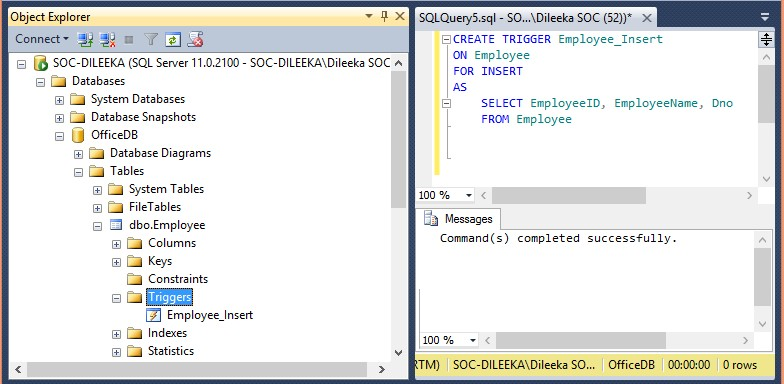 Object Explorer
Connect
SOC-DILEEKA (SQL Server 11.0.2100 - SOC-DILEEKA\Dileeka SOC
Databases
System Databases
Database Snapshots
OfficeDB
Database Diagrams
Tables
System Tables
FileTables
dbo.Employee
Columns
Keys
Constraints
Triggers
Employee_Insert
Indexes
Statistics
SQLQuery5.sql - SO...\Dileeka SOC (52))*
CREATE TRIGGER Employee_Insert
ON Employee
FOR INSERT
AS
SELECT EmployeeID, EmployeeName, Dno
FROM Employee
100 %
Messages
Command(s) completed successfully.
100 %
RTM) SOC-DILEEKA\Dileeka SO... OfficeDB 00:00:00 0 rows